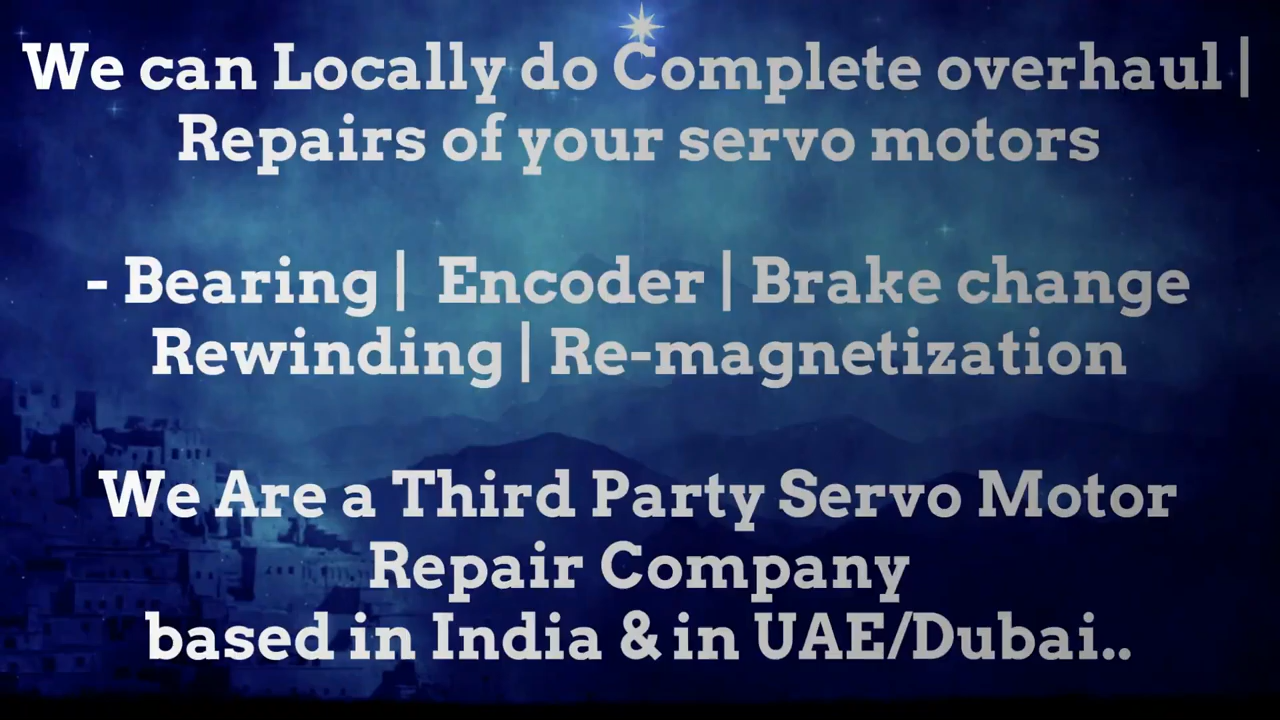 We can Locally do Complete overhaul |
Repairs of your servo motors
- Bearing | Encoder | Brake change
Rewinding | Re-magnetization
We Are a Third Party Servo Motor
Repair Company
based in India & in UAE/Dubai..